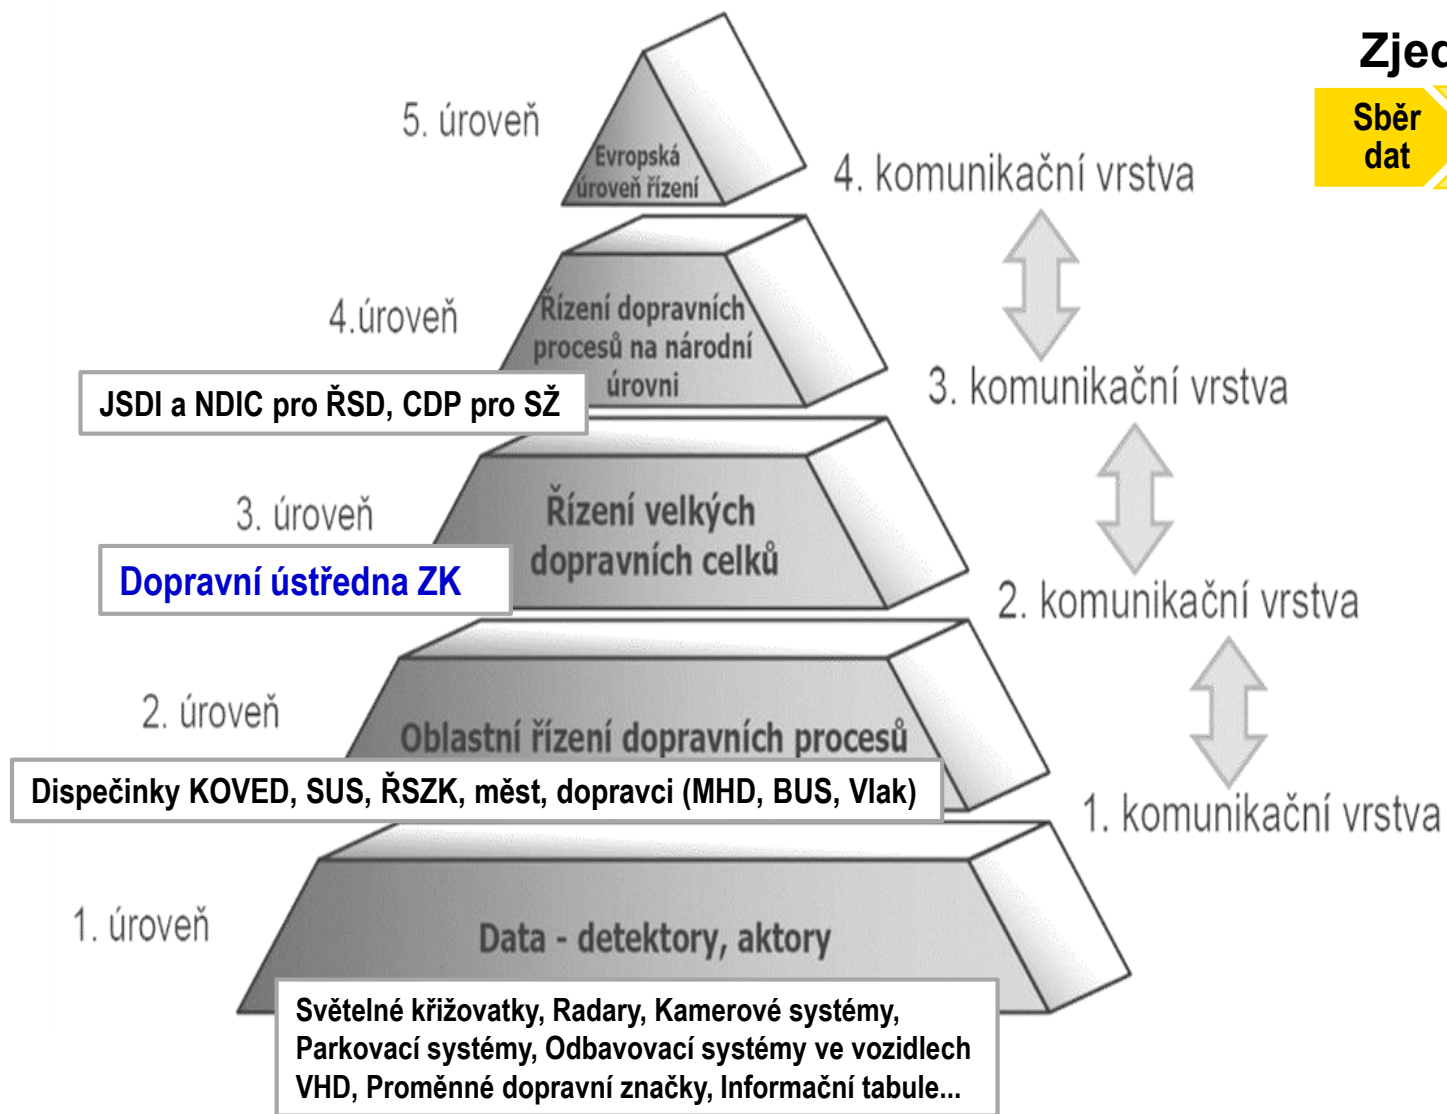 Zjed
Sběr
dat
5. úroveň
Evropská
úroveň řízení
4. komunikační vrstva
4.úroveň
Řízení dopravních
procesů na národní
úrovni
3. komunikační vrstva
JSDI a NDIC pro ŘSD, CDP pro SŽ
3. úroveň
Řízení velkých
dopravních celků
Dopravní ústředna ZK
2. komunikační vrstva
2. úroveň
Oblastní řízení dopravních procesů
Dispečinky KOVED, SUS, ŘSZK, měst, dopravci (MHD, BUS, Vlak)
1. komunikační vrstva
1. úroveň
Data - detektory, aktory
Světelné křižovatky, Radary, Kamerové systémy,
Parkovací systémy, Odbavovací systémy ve vozidlech
VHD, Proměnné dopravní značky, Informační tabule...